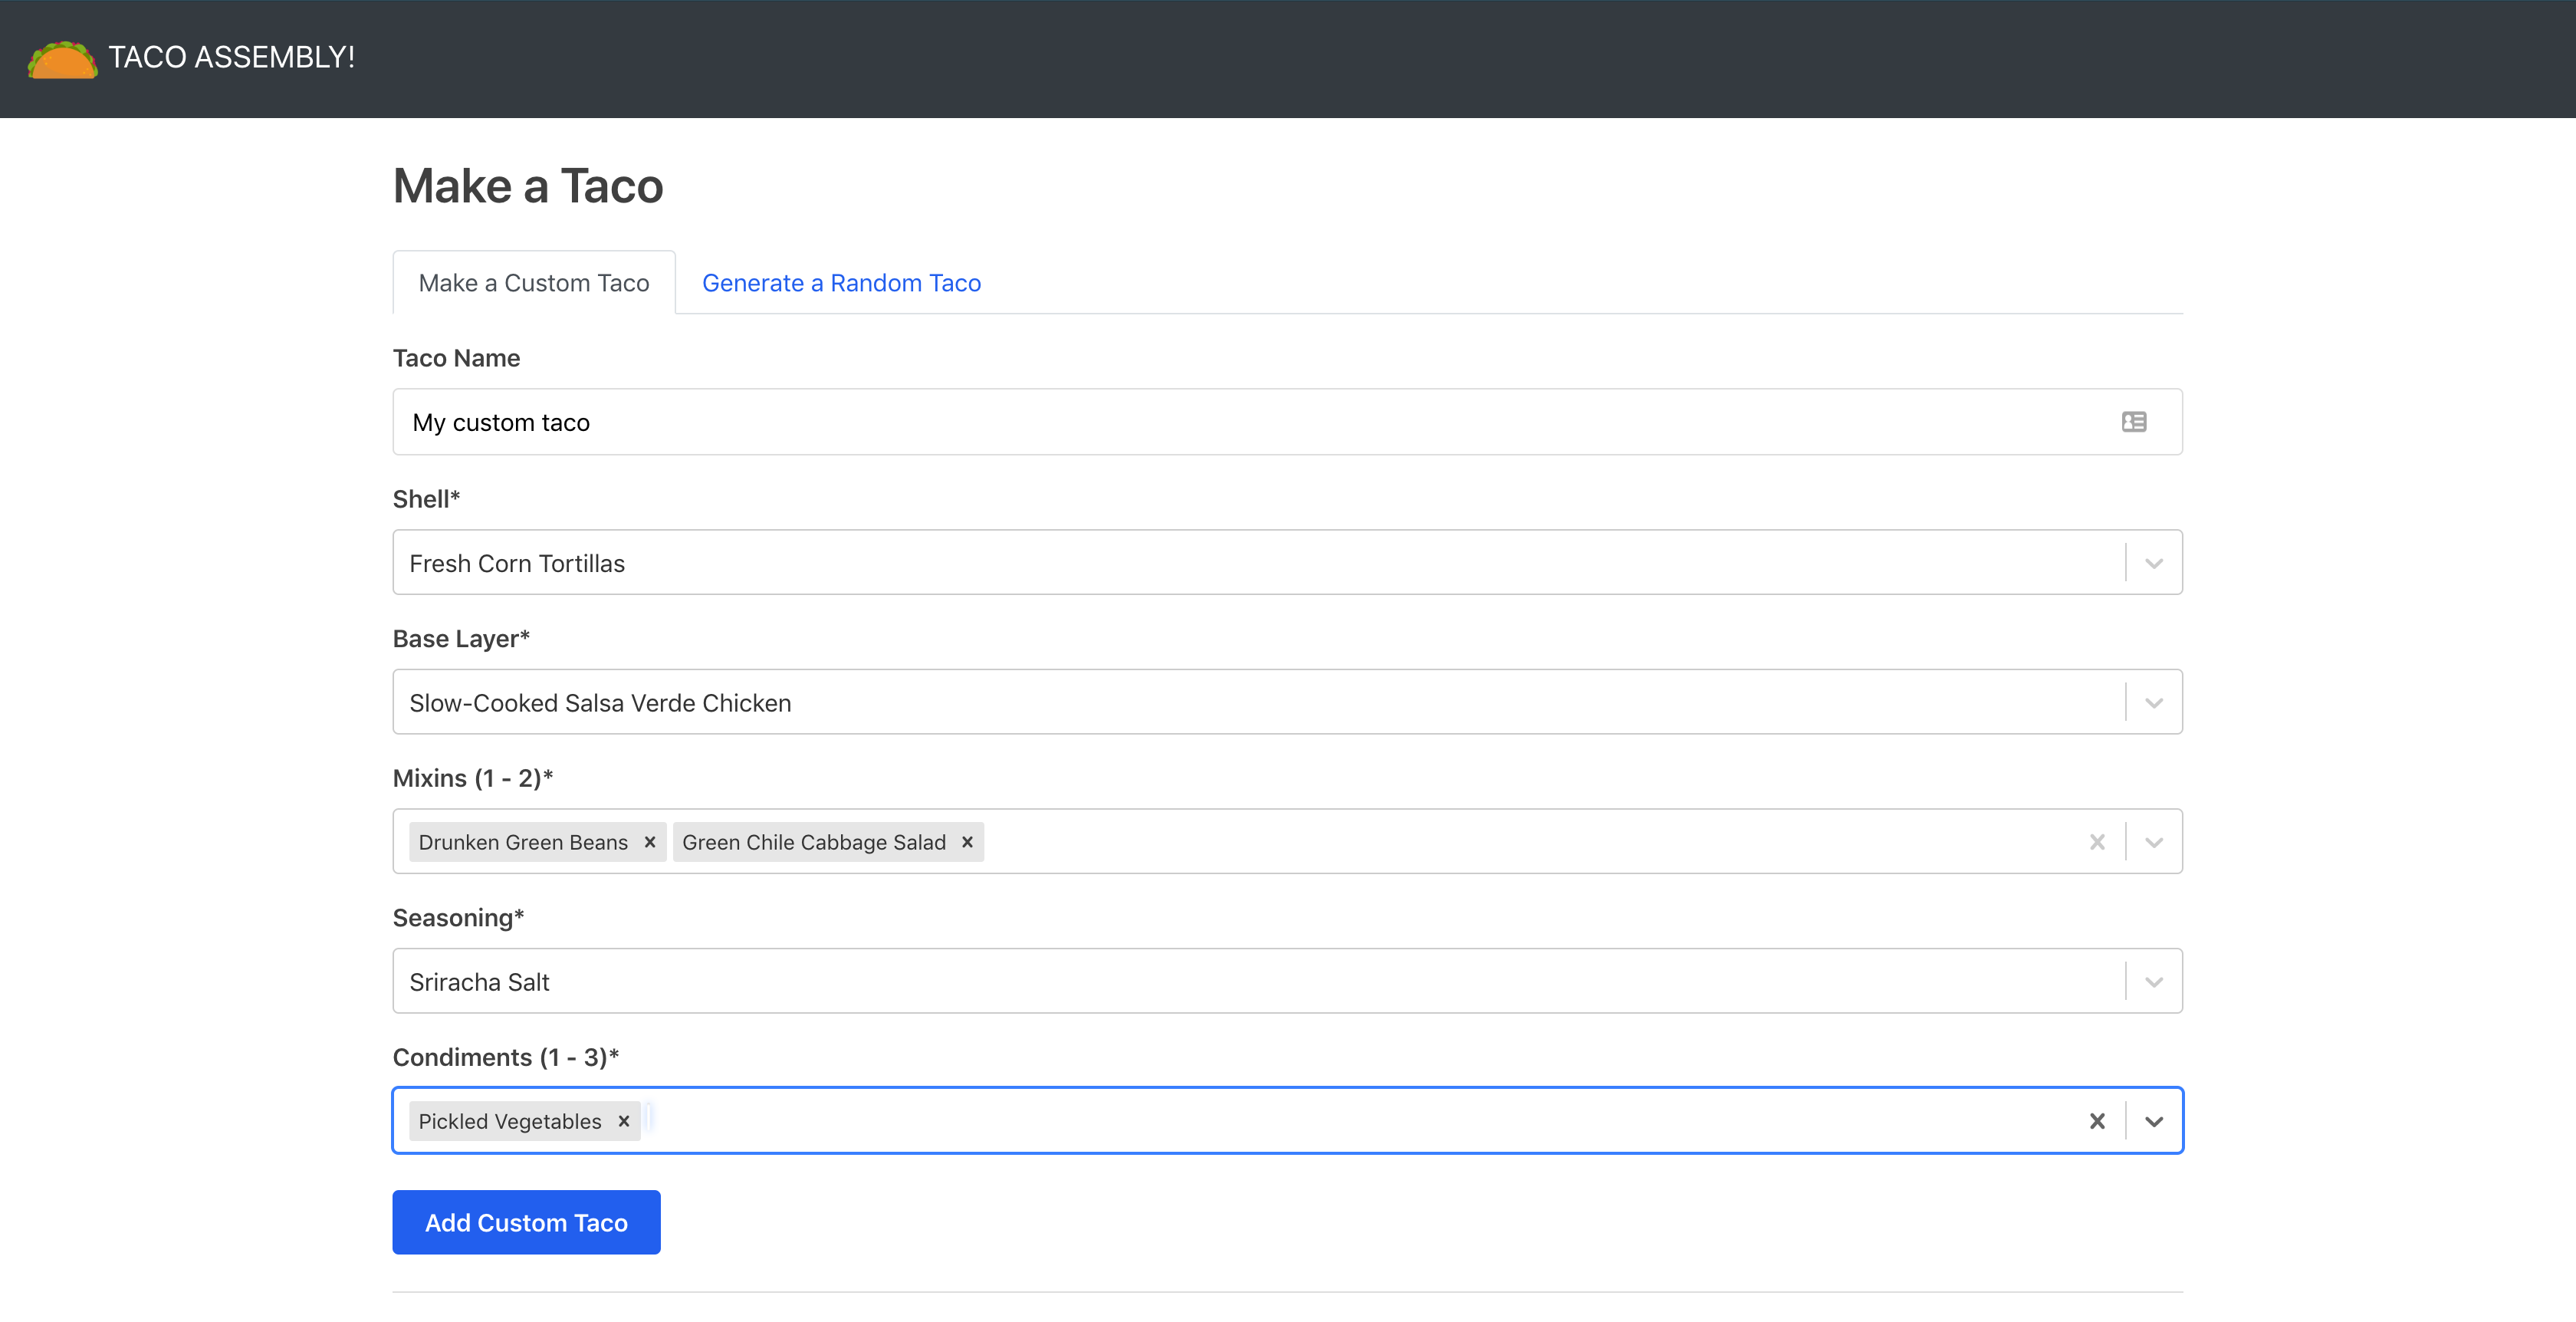 TACO ASSEMBLY!
Make a Taco
Make a Custom Taco Generate a Random Taco
Taco Name
My custom taco
Shell*
Fresh Corn Tortillas
Base Layer*
Slow-Cooked Salsa Verde Chicken
Mixins (1 - 2)*
Drunken Green Beans Green Chile Cabbage Salad
Seasoning*
Sriracha Salt
Condiments (1 - 3)*
Pickled Vegetables
Add Custom Taco